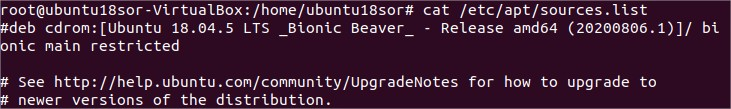 root@ubuntu18sor-VirtualBox:/home/ubuntu18sor# cat /etc/apt/sources.list
#deb cdrom:[Ubuntu 18.04.5 LTS _Bionic Beaver_ - Release amd64 (20200806.1)]/ bi
onic main restricted
# See http://help.ubuntu.com/community/UpgradeNotes for how to upgrade to
# newer versions of the distribution.